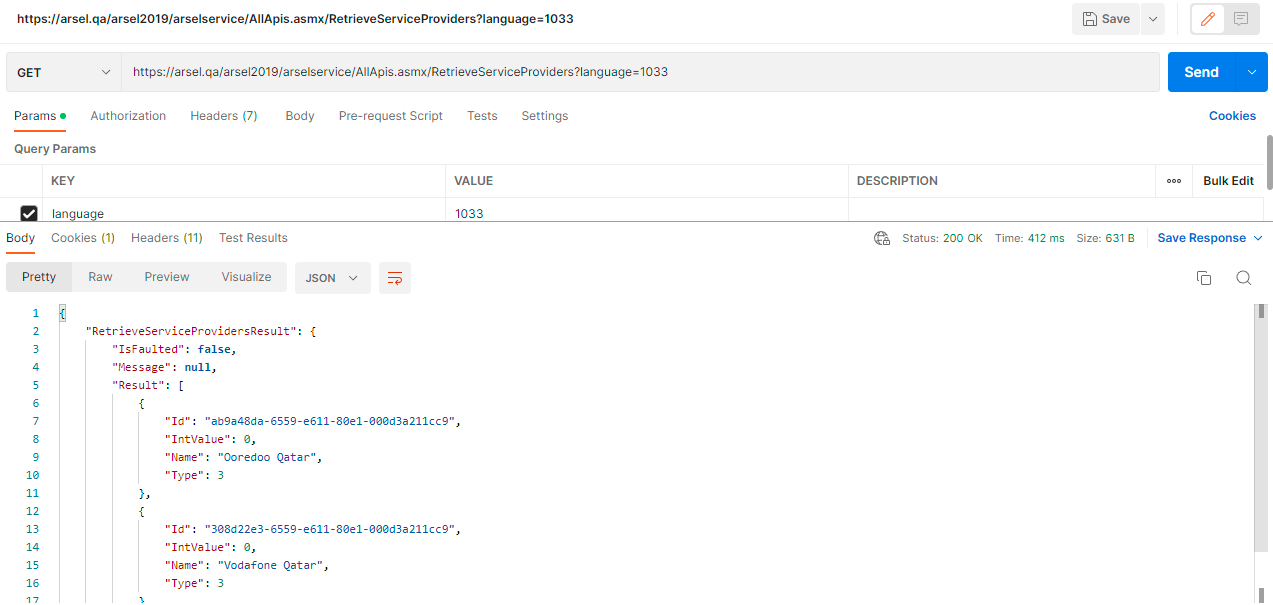 https://arsel.qa/arsel2019/arselservice/AllApis.asmx/RetrieveServiceProviders?language=1033
Save
GET
https://arsel.qa/arsel2019/arselservice/AllApis.asmx/RetrieveServiceProviders?language=1033
Send
Params Authorization Headers (7) Body Pre-request Script Tests Settings Cookies
Query Params
KEY VALUE DESCRIPTION ooo Bulk Edit
language 1033
Body Cookies (1) Headers (11) Test Results Status: 200 OK Time: 412 ms Size: 631 B Save Response
Pretty Raw Preview Visualize JSON
1 {
2 "RetrieveServiceProvidersResult": {
3 "IsFaulted": false,
4 "Message": null,
5 "Result": [
6 {
7 "Id": "ab9a48da-6559-e611-80e1-000d3a211cc9",
8 "IntValue": 0,
9 "Name": "Ooredoo Qatar",
10 "Type": 3
11 },
12 {
13 "Id": "308d22e3-6559-e611-80e1-000d3a211cc9",
14 "IntValue": 0,
15 "Name": "Vodafone Qatar",
16 "Type": 3
17 }